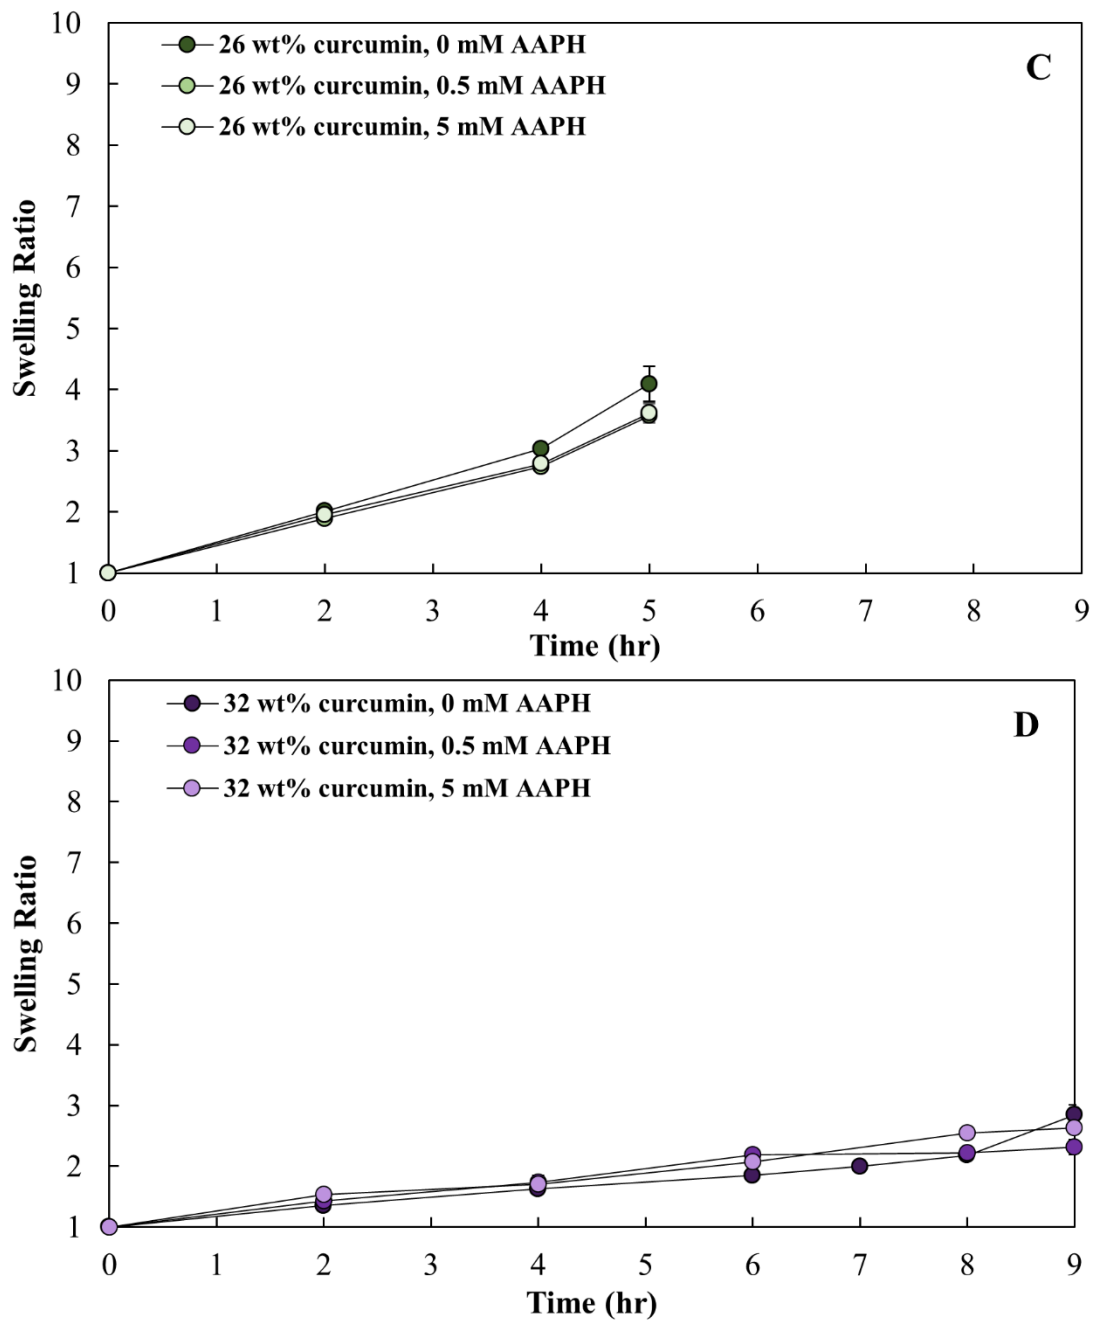 10
26 wt% curcumin, 0 mM AAPH
C
9
26 wt% curcumin, 0.5 mM AAPH
8
26 wt% curcumin, 5 mM AAPH
7
6
5
4
3
2
1
Swelling Ratio
0 1 2 3 4 5 6 7 8 9
Time (hr)
10
32 wt% curcumin, 0 mM AAPH
D
9
32 wt% curcumin, 0.5 mM AAPH
8
32 wt% curcumin, 5 mM AAPH
7
6
5
4
3
2
1
Swelling Ratio
0 1 2 3 4 5 6 7 8 9
Time (hr)